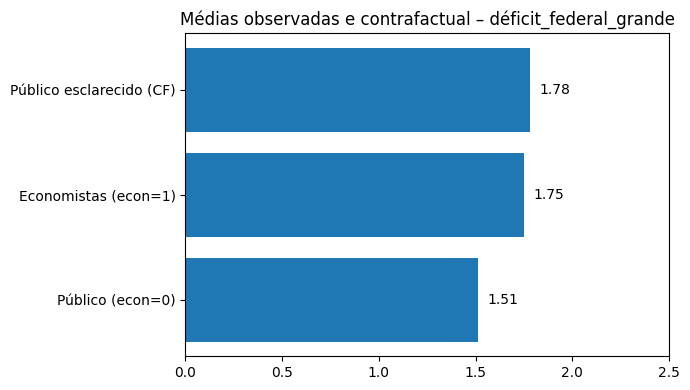 Médias observadas e contrafactual – déficit_federal_grande
Público esclarecido (CF)
1.78
Economistas (econ=1)
1.75
Público (econ=0)
1.51
0.0 0.5 1.0 1.5 2.0 2.5